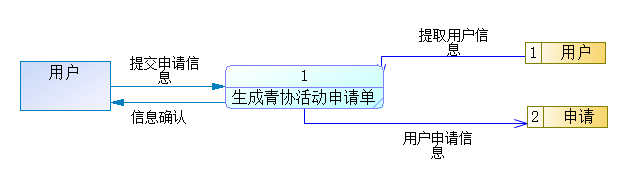 用户
提交申请信
息
信息确认
1
生成青协活动申请单
提取用户信
息
1 用户
用户申请信
息
2 申请